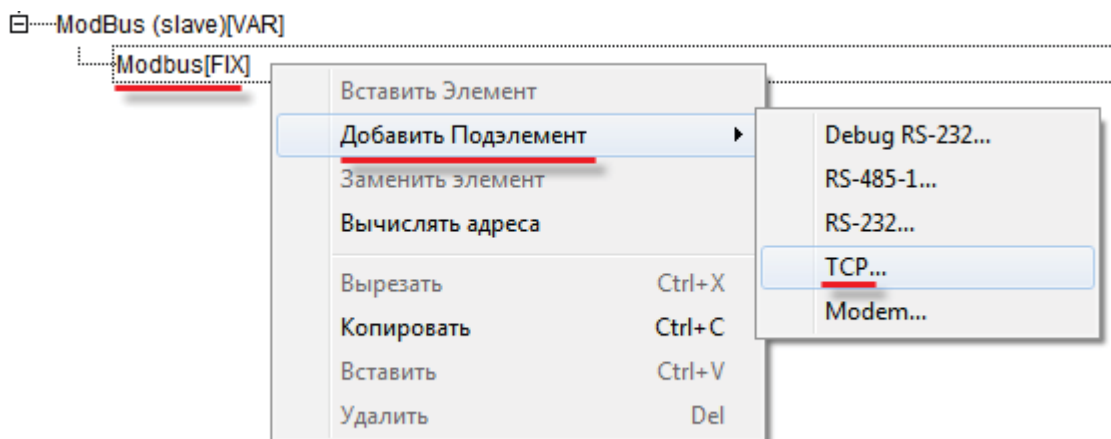 ModBus (slave)[VAR]
Modbus[FIX]
Вставить Элемент
Добавить Подэлемент
Заменить элемент
Вычислять адреса
Вырезать Ctrl+X
Копировать Ctrl+C
Вставить Ctrl+V
Удалить Del
Debug RS-232...
RS-485-1...
RS-232...
TCP...
Modem...